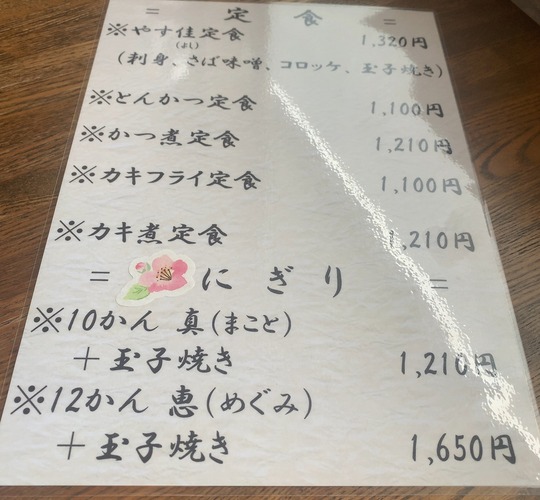 = 定 食 =
※やす佳定食 1,320円
(よし)
(刺身、さば味噌、コロッケ、玉子焼き)
※とんかつ定食 1,100円
※かつ煮定食 1,210円
※カキフライ定食 1,100円
※カキ煮定食 1,210円
= にぎり =
※10かん 真(まこと)
+玉子焼き 1,210円
※12かん 恵(めぐみ)
+玉子焼き 1,650円